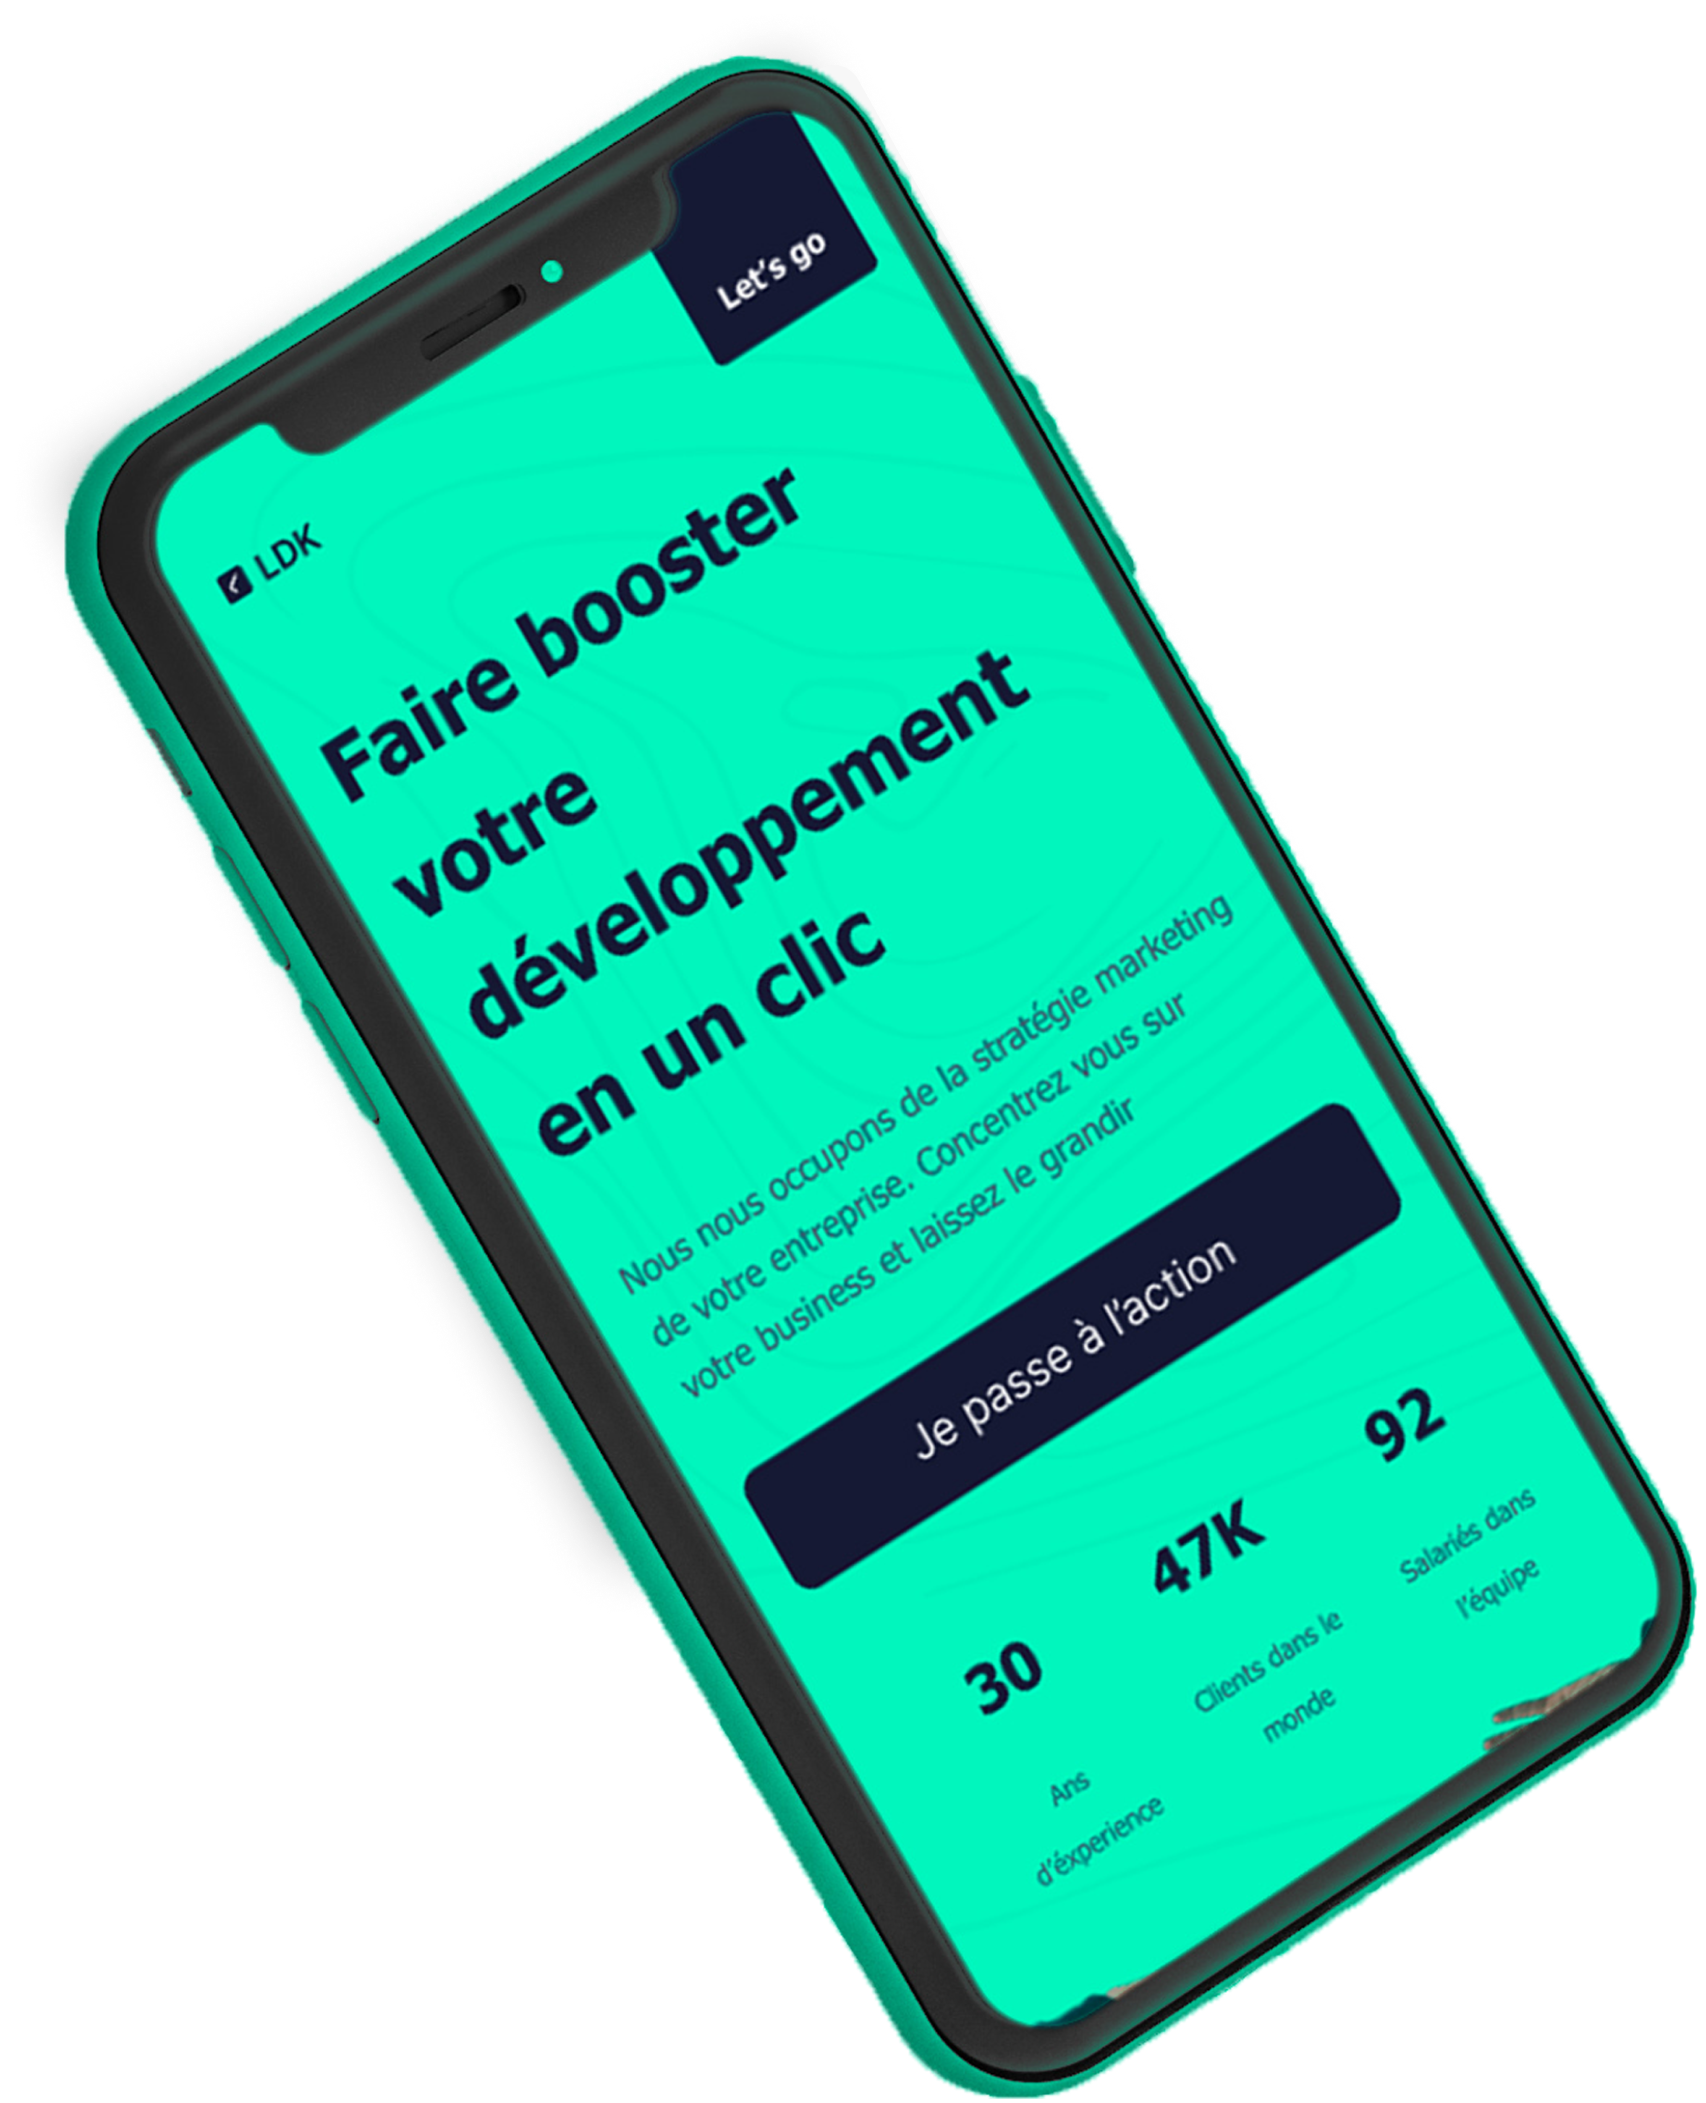 Let's go
LDK
Faire booster
votre
développement
en un clic
Nous nous occupons de la stratégie marketing
de votre entreprise. Concentrez vous sur
votre business et laissez le grandir
Je passe à l'action
30
Ans
d'éxperience
47K
Clients dans le
monde
92
Salariés dans
l'équipe